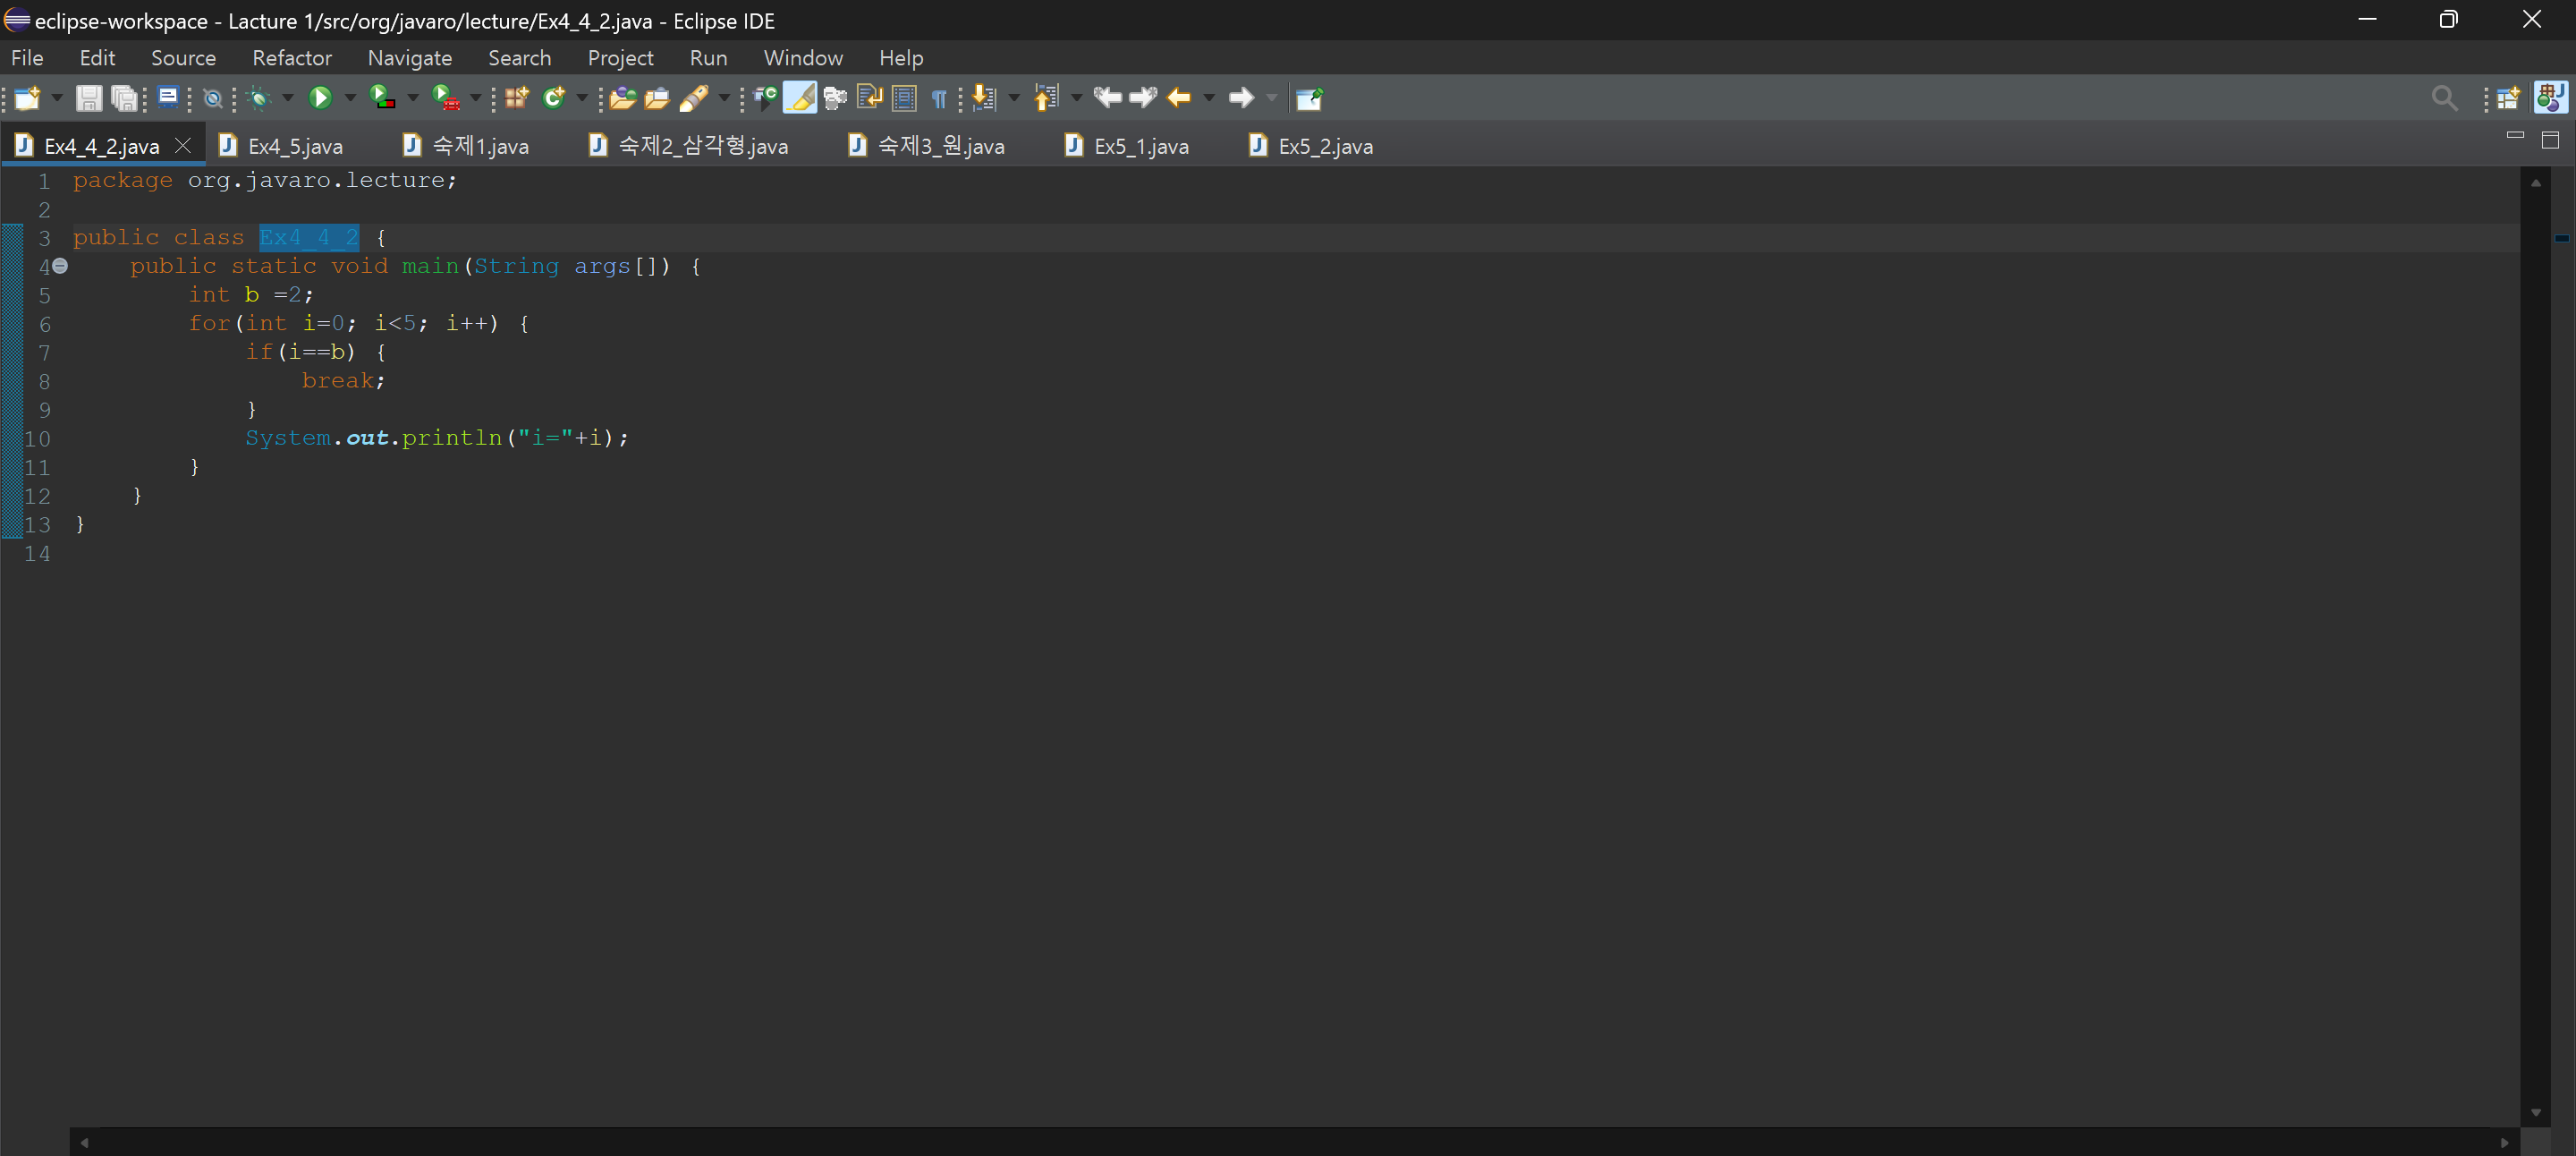 eclipse-workspace - Lacture 1/src/org/javaro/lecture/Ex4_4_2.java - Eclipse IDE
File Edit Source Refactor Navigate Search Project Run Window Help
Ex4_4_2.java Ex4_5.java 숙제1.java 숙제2_삼각형.java 숙제3_원.java Ex5_1.java Ex5_2.java
1 package org.javaro.lecture;
2
3 public class Ex4_4_2 {
4 public static void main(String args[]) {
5 int b =2;
6 for(int i=0; i<5; i++) {
7 if(i==b) {
8 break;
9 }
10 System.out.println("i="+i);
11 }
12 }
13 }
14